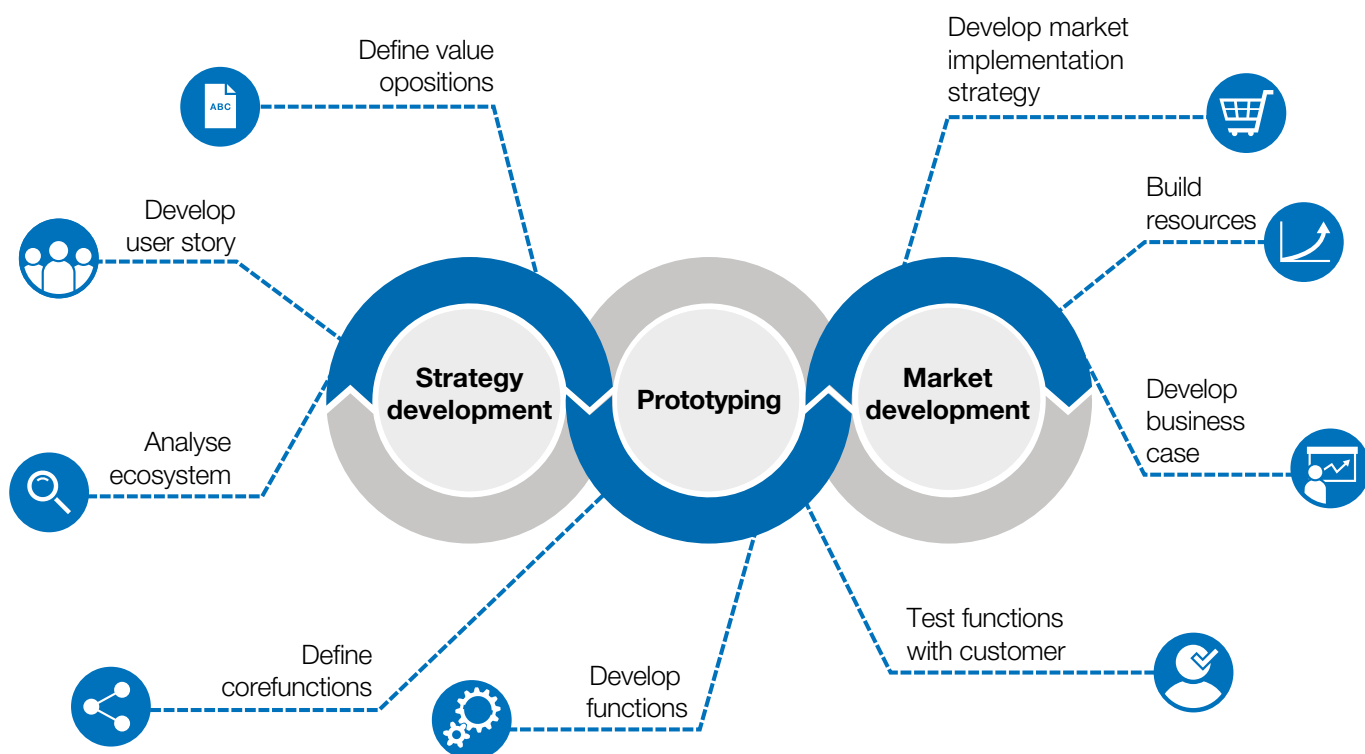 Define value
opositions
ABC
Develop
user story
Analyse
ecosystem
Strategy
development
Define
corefunctions
Develop
functions
Prototyping
Test functions
with customer
Market
development
Develop market
implementation
strategy
Build
resources
Develop
business
case